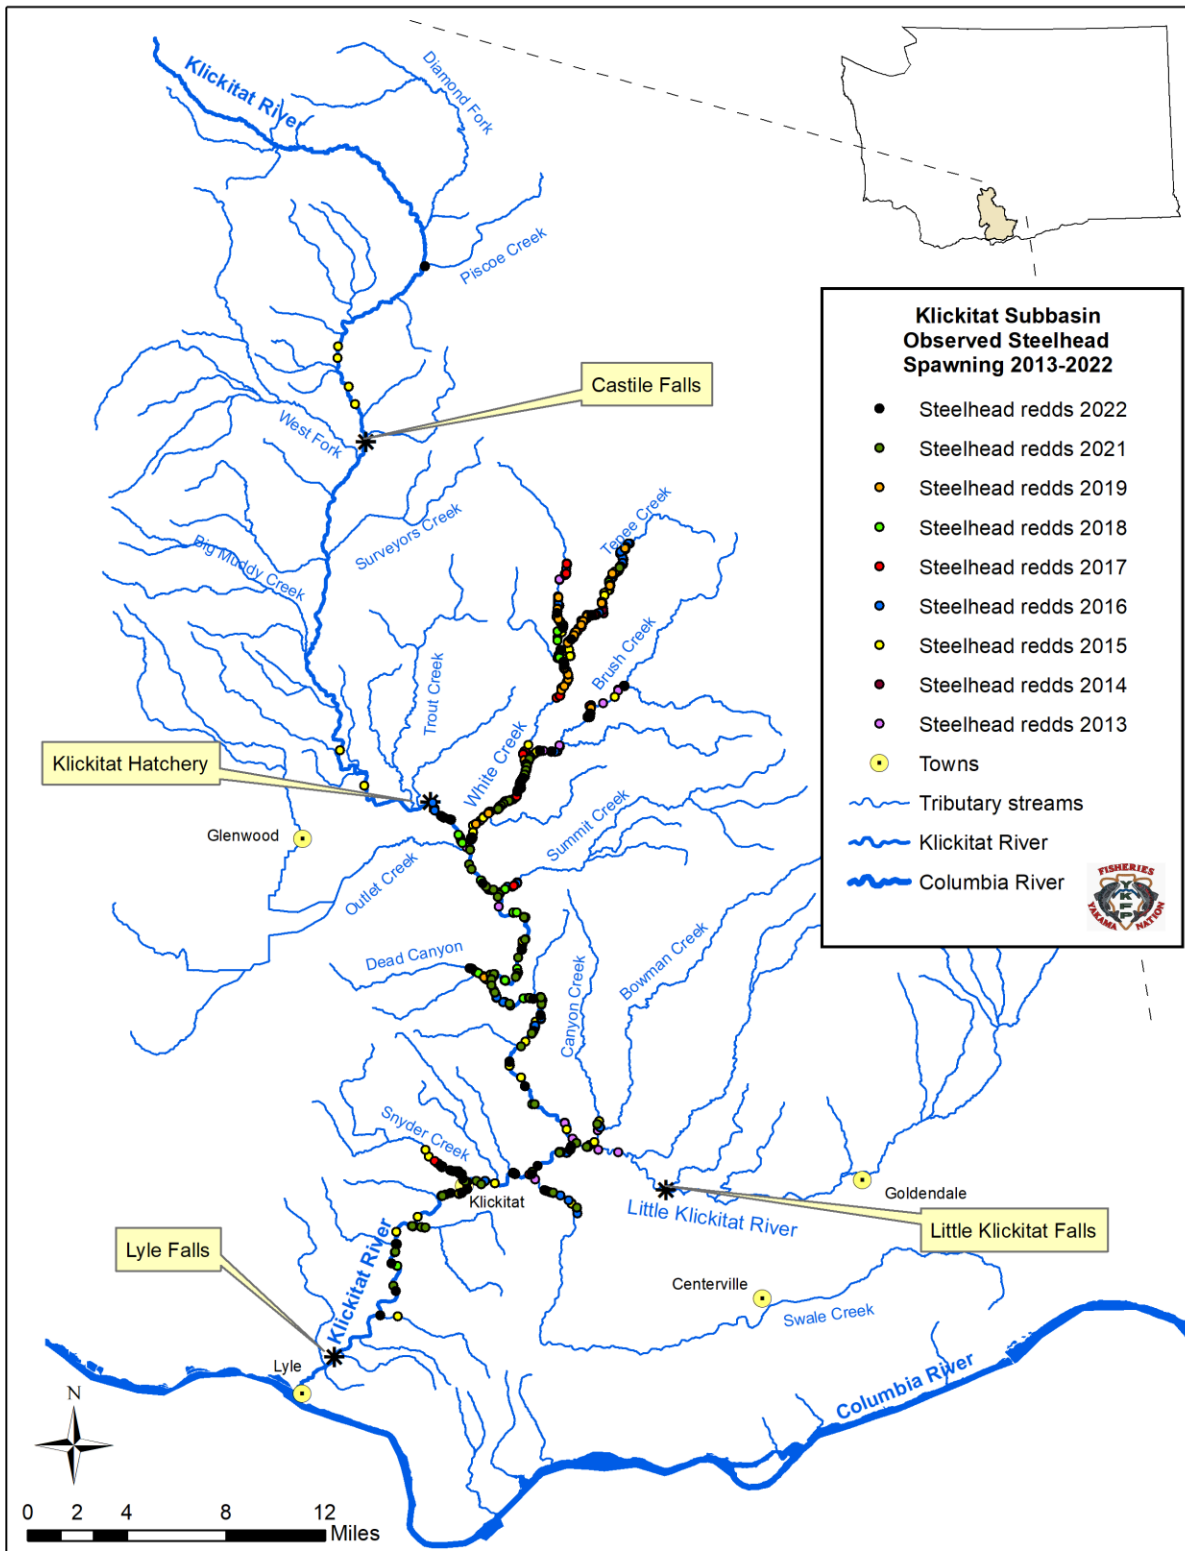 Klickitat River
Diamond Fork
Piscoe Creek
Castile Falls
West Fork
Surveyors Creek
Big Muddy Creek
Tepee Creek
Trout Creek
Brush Creek
White Creek
Klickitat Hatchery
Glenwood
Summit Creek
Outlet Creek
Dead Canyon
Canyon Creek
Bowman Creek
Snyder Creek
Klickitat
Goldendale
Little Klickitat River
Little Klickitat Falls
Lyle Falls
Klickitat River
Centerville
Swale Creek
Lyle
Columbia River
N
0 2 4 8 12
Miles
Klickitat Subbasin
Observed Steelhead
Spawning 2013-2022
Steelhead redds 2022
Steelhead redds 2021
Steelhead redds 2019
Steelhead redds 2018
Steelhead redds 2017
Steelhead redds 2016
Steelhead redds 2015
Steelhead redds 2014
Steelhead redds 2013
Towns
Tributary streams
Klickitat River
Columbia River
FISHERIES
YKFP
YAKAMA NATION